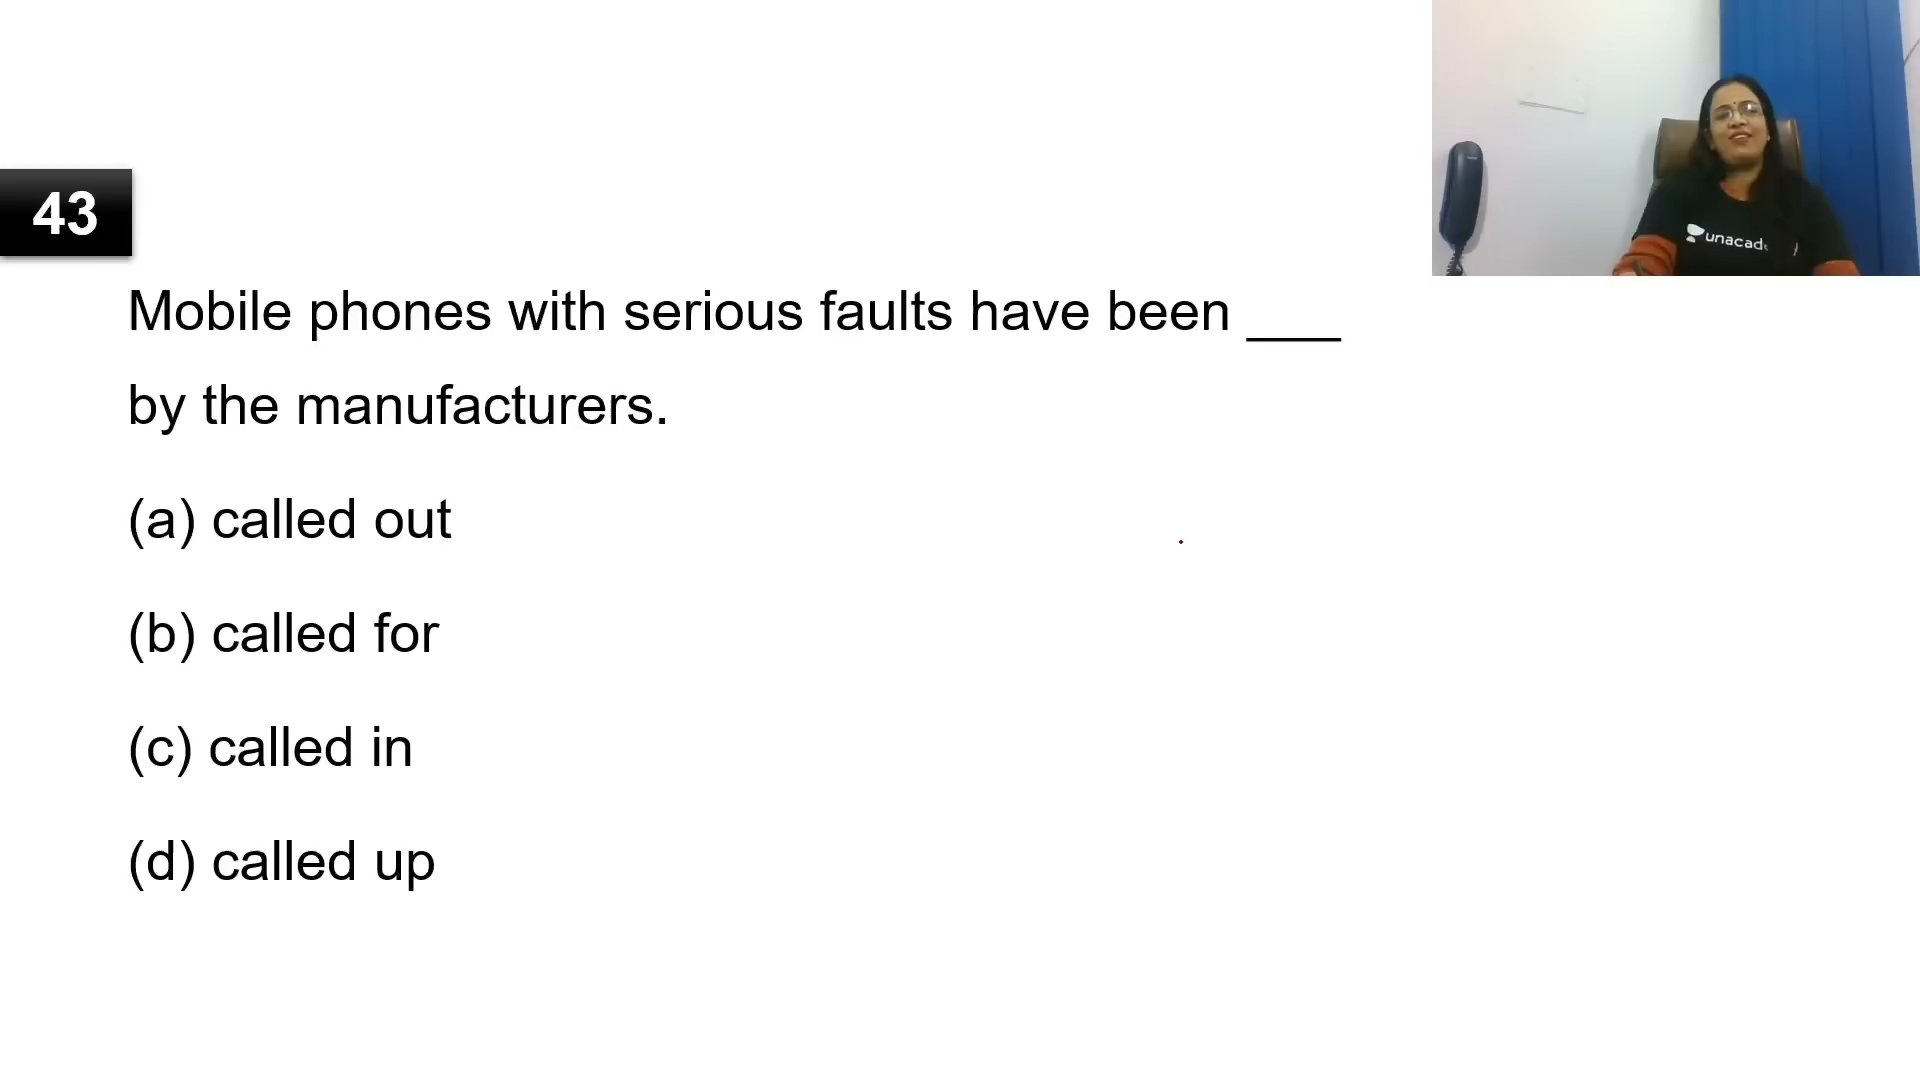 43
Mobile phones with serious faults have been ___
by the manufacturers.
(a) called out
(b) called for
(c) called in
(d) called up